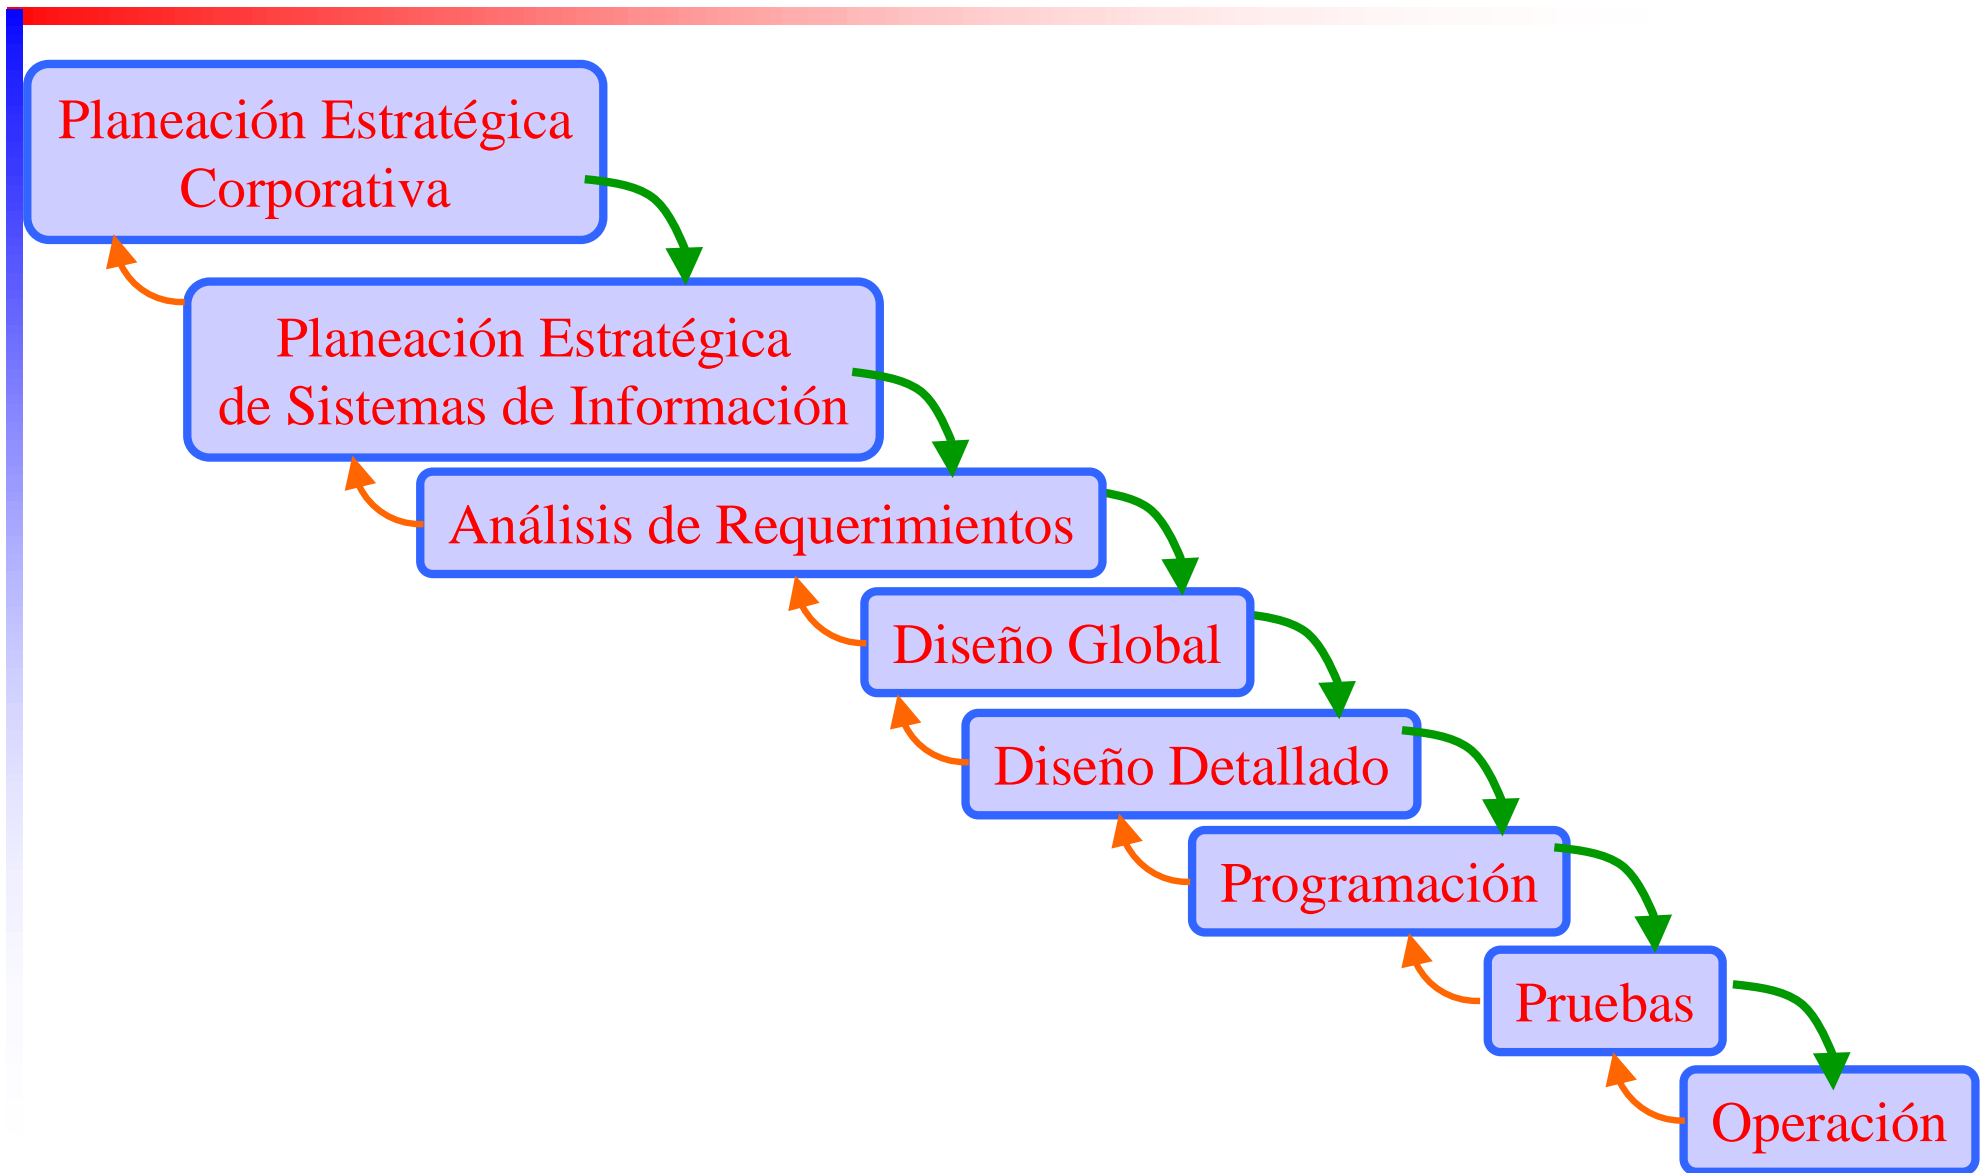 Planeación Estratégica
Corporativa
Planeación Estratégica
de Sistemas de Información
Análisis de Requerimientos
Diseño Global
Diseño Detallado
Programación
Pruebas
Operación